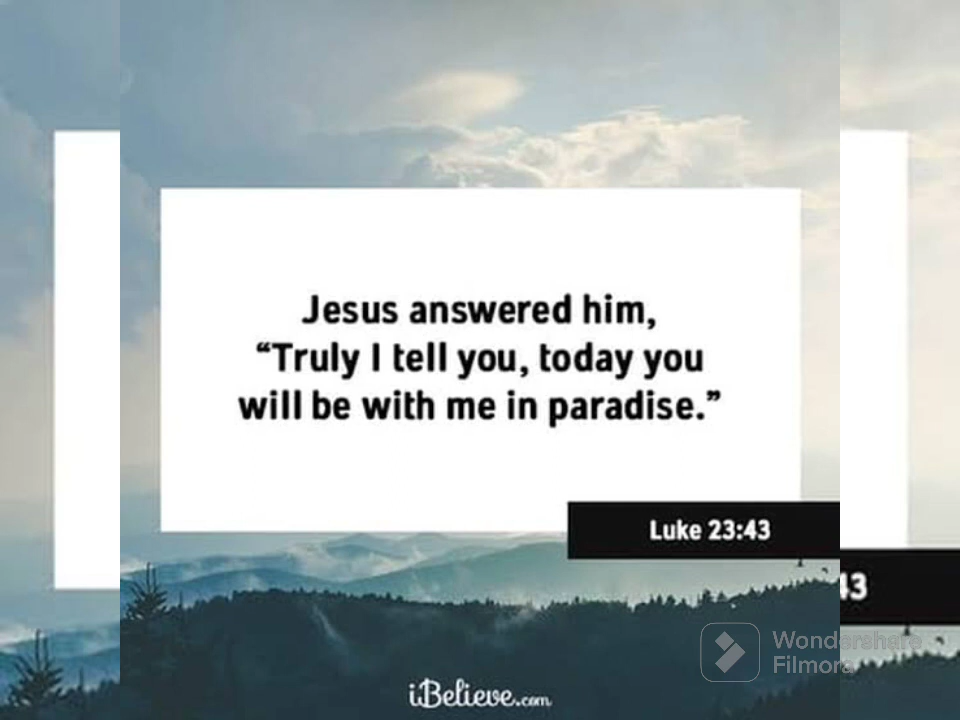 Jesus answered him,
“Truly I tell you, today you
will be with me in paradise.”
Luke 23:43
43
Wondershare
Filmora
iBelieve.com